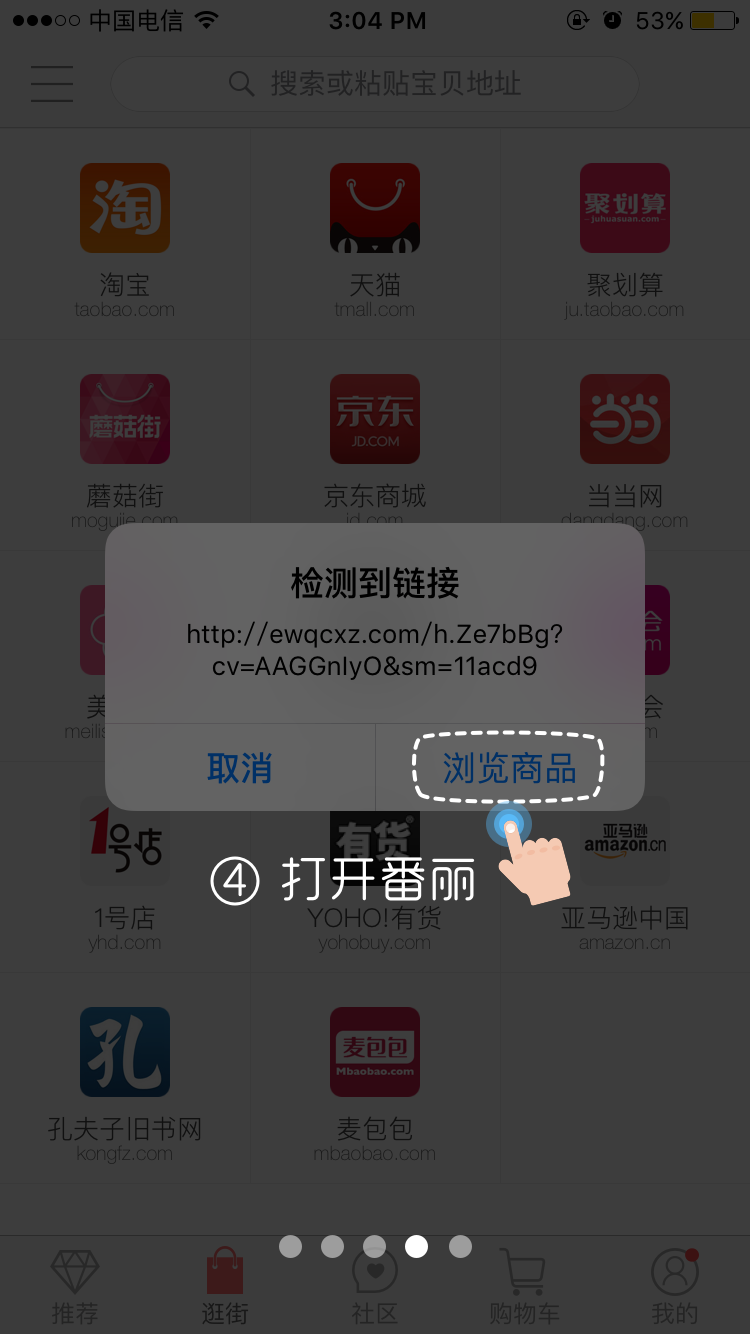 中国电信
3:04 PM
53%
搜索或粘贴宝贝地址
淘
天猫
聚划算
juhuasuan.com
淘宝
聚划算
taobao.com
tmall.com
ju.taobao.com
蘑菇街
京东
JD.COM
当当
蘑菇街
京东商城
当当网
mogujie.com
jd.com
dangdang.com
检测到链接
http://ewqcxz.com/h.Ze7bBg?
cv=AAGGnIyO&sm=11acd9
美
会
meilis
m
取消
浏览商品
1号店
有货
亚马逊
amazon.cn
④ 打开番丽
1号店
YOHO!有货
亚马逊中国
yhd.com
yohobuy.com
amazon.cn
孔
麦包包
Mbaobao.com
孔夫子旧书网
麦包包
kongfz.com
mbaobao.com
推荐
逛街
社区
购物车
我的